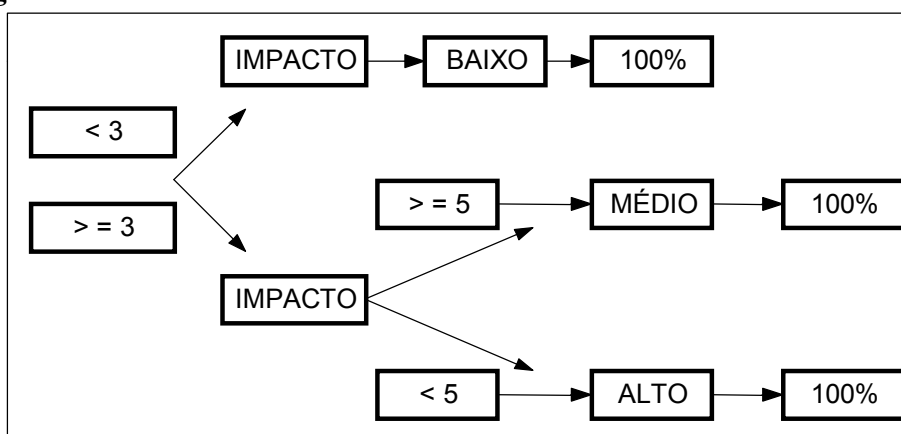 IMPACTO BAIXO 100%
< 3
> = 5 MÉDIO 100%
> = 3
IMPACTO
< 5 ALTO 100%